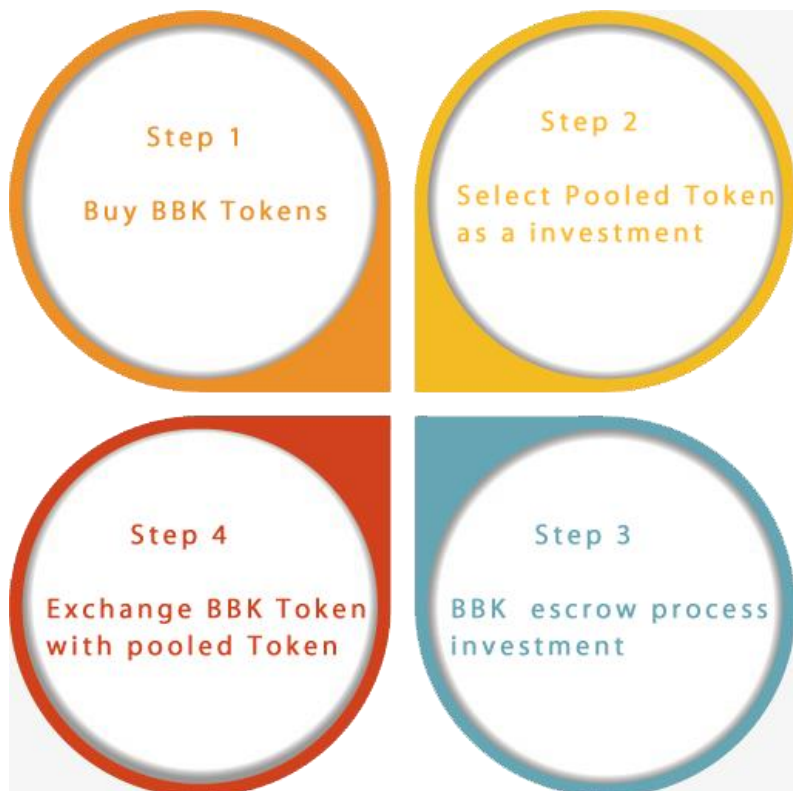 Step 1
Buy BBK Tokens
Step 2
Select Pooled Token
as a investment
Step 3
BBK escrow process
investment
Step 4
Exchange BBK Token
with pooled Token